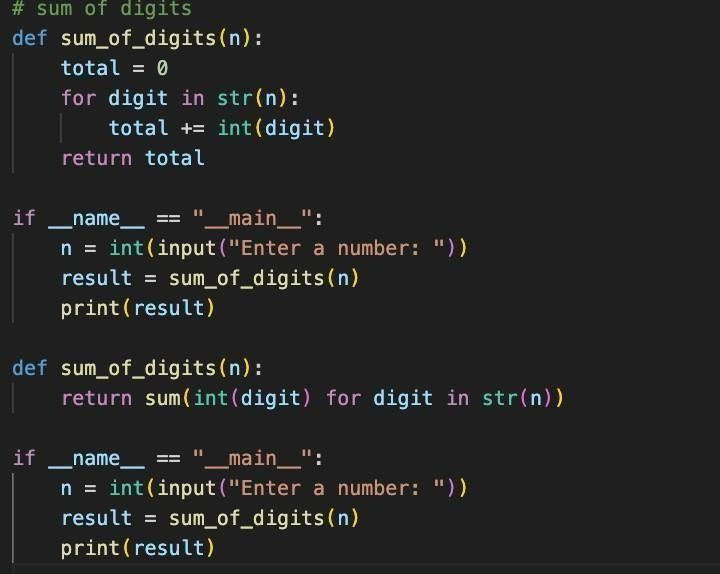 # sum of digits
def sum_of_digits(n):
    total = 0
    for digit in str(n):
        total += int(digit)
    return total

if __name__ == "__main__":
    n = int(input("Enter a number: "))
    result = sum_of_digits(n)
    print(result)

def sum_of_digits(n):
    return sum(int(digit) for digit in str(n))

if __name__ == "__main__":
    n = int(input("Enter a number: "))
    result = sum_of_digits(n)
    print(result)